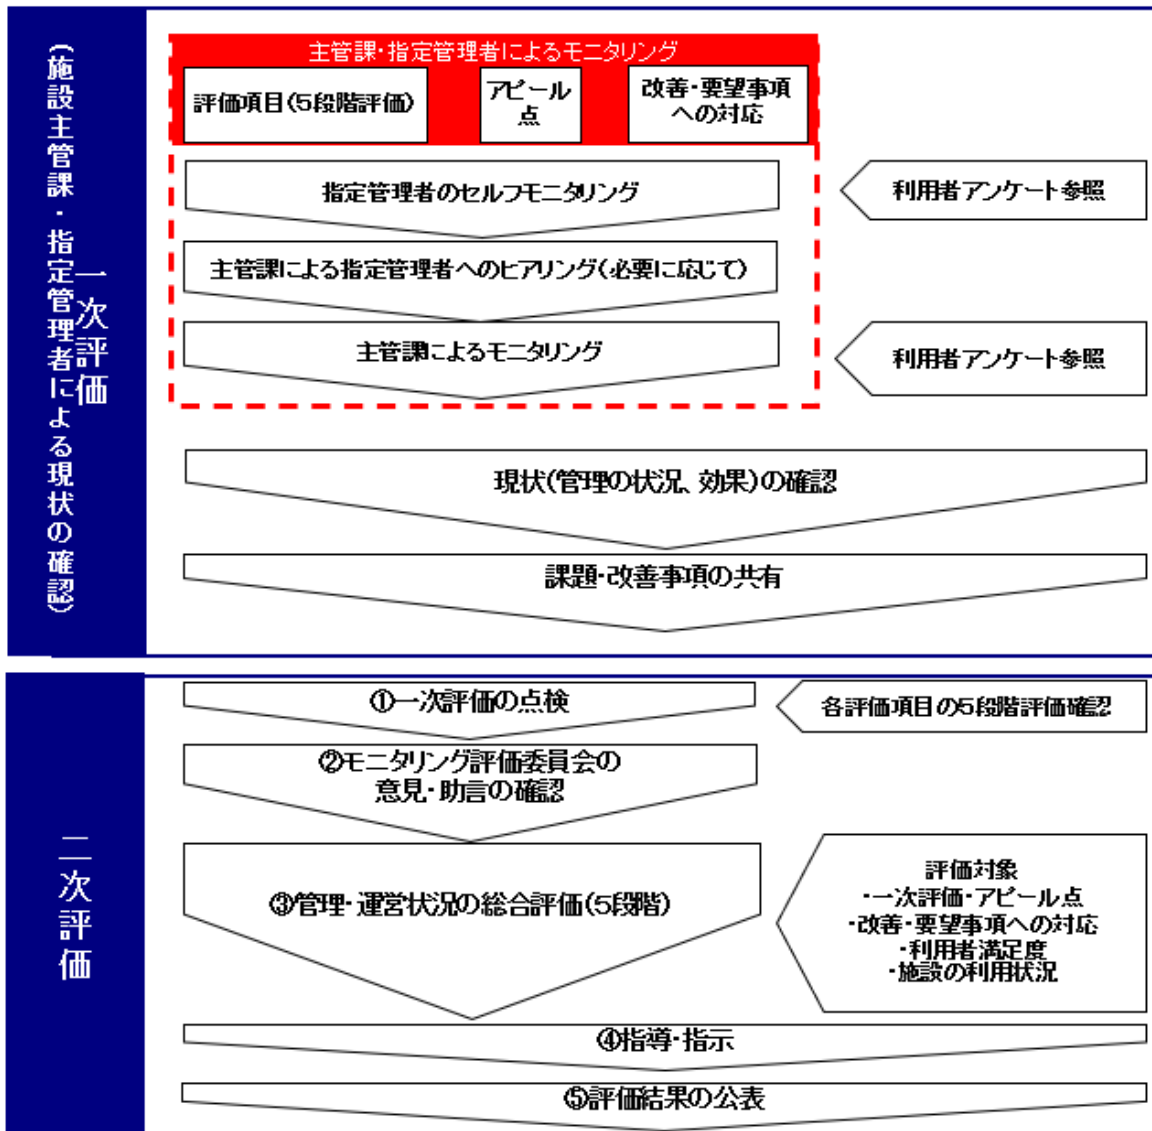 一次評価
(施設主管課・指定管理者による現状の確認)
主管課・指定管理者によるモニタリング
評価項目(5段階評価)
アピール
点
改善・要望事項
への対応
指定管理者のセルフモニタリング
利用者アンケート参照
主管課による指定管理者へのヒアリング(必要に応じて)
主管課によるモニタリング
利用者アンケート参照
現状(管理の状況、効果)の確認
課題・改善事項の共有
二次評価
①一次評価の点検
各評価項目の5段階評価確認
②モニタリング評価委員会の
意見・助言の確認
③管理・運営状況の総合評価(5段階)
評価対象
・一次評価・アピール点
・改善・要望事項への対応
・利用者満足度
・施設の利用状況
④指導・指示
⑤評価結果の公表